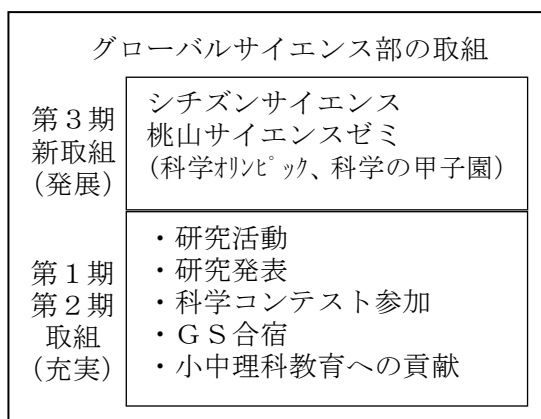 グローバルサイエンス部の取組
第3期
新取組
(発展)
シチズンサイエンス
桃山サイエンスゼミ
(科学ｵﾘﾝﾋﾟｯｸ、科学の甲子園)
第1期
第2期
取組
(充実)
・研究活動
・研究発表
・科学コンテスト参加
・ＧＳ合宿
・小中理科教育への貢献